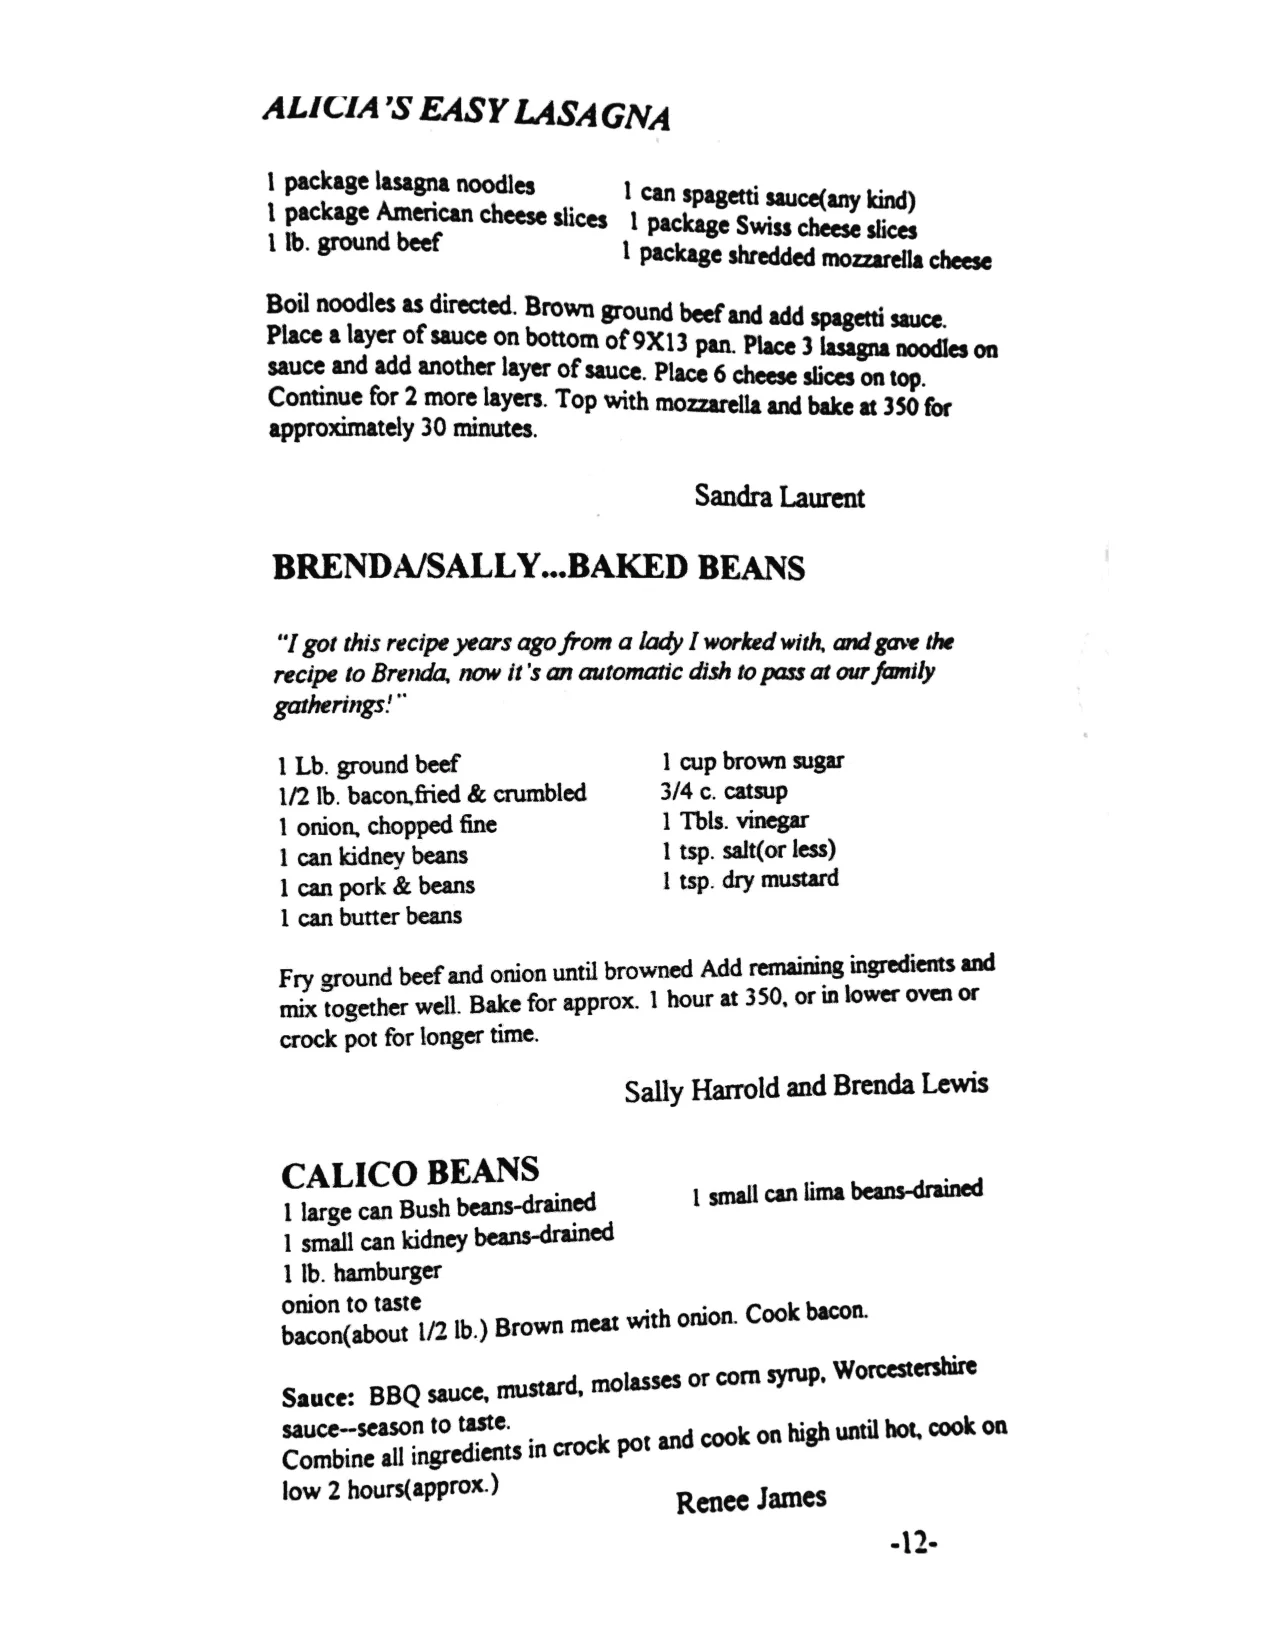 ALICIA'S EASY LASAGNA
1 package lasagna noodles 1 can spagetti sauce(any kind)
1 package American cheese slices 1 package Swiss cheese slices
1 lb. ground beef 1 package shredded mozzarella cheese
Boil noodles as directed. Brown ground beef and add spagetti sauce.
Place a layer of sauce on bottom of 9X13 pan. Place 3 lasagna noodles on
sauce and add another layer of sauce. Place 6 cheese slices on top.
Continue for 2 more layers. Top with mozzarella and bake at 350 for
approximately 30 minutes.
Sandra Laurent
BRENDA/SALLY...BAKED BEANS
"I got this recipe years ago from a lady I worked with, and gave the
recipe to Brenda, now it's an automatic dish to pass at our family
gatherings!"
1 Lb. ground beef 1 cup brown sugar
1/2 lb. bacon,fried & crumbled 3/4 c. catsup
1 onion, chopped fine 1 Tbls. vinegar
1 can kidney beans 1 tsp. salt(or less)
1 can pork & beans 1 tsp. dry mustard
1 can butter beans
Fry ground beef and onion until browned Add remaining ingredients and
mix together well. Bake for approx. 1 hour at 350, or in lower oven or
crock pot for longer time.
Sally Harrold and Brenda Lewis
CALICO BEANS
1 large can Bush beans-drained 1 small can lima beans-drained
1 small can kidney beans-drained
1 lb. hamburger
onion to taste
bacon(about 1/2 lb.) Brown meat with onion. Cook bacon.
Sauce: BBQ sauce, mustard, molasses or corn syrup, Worcestershire
sauce--season to taste.
Combine all ingredients in crock pot and cook on high until hot, cook on
low 2 hours(approx.)
Renee James
-12-